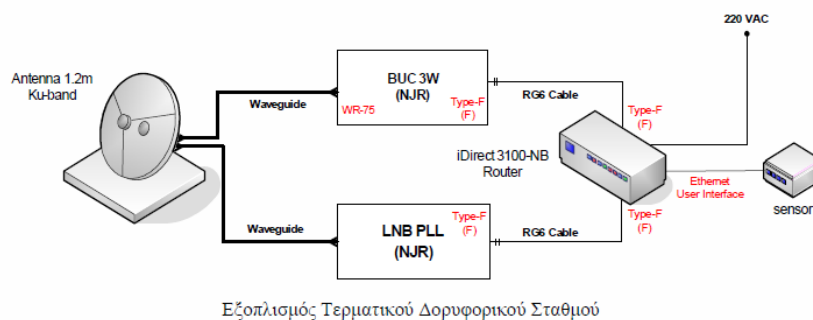 220 VAC
Antenna 1.2m
Ku-band
Waveguide
BUC 3W
(NJR)
WR-75
Type-F
(F)
RG6 Cable
Type-F
(F)
iDirect 3100-NB
Router
Ethernet
User Interface
sensor
Type-F
(F)
Waveguide
LNB PLL
(NJR)
Type-F
(F)
RG6 Cable
Εξοπλισμός Τερματικού Δορυφορικού Σταθμού